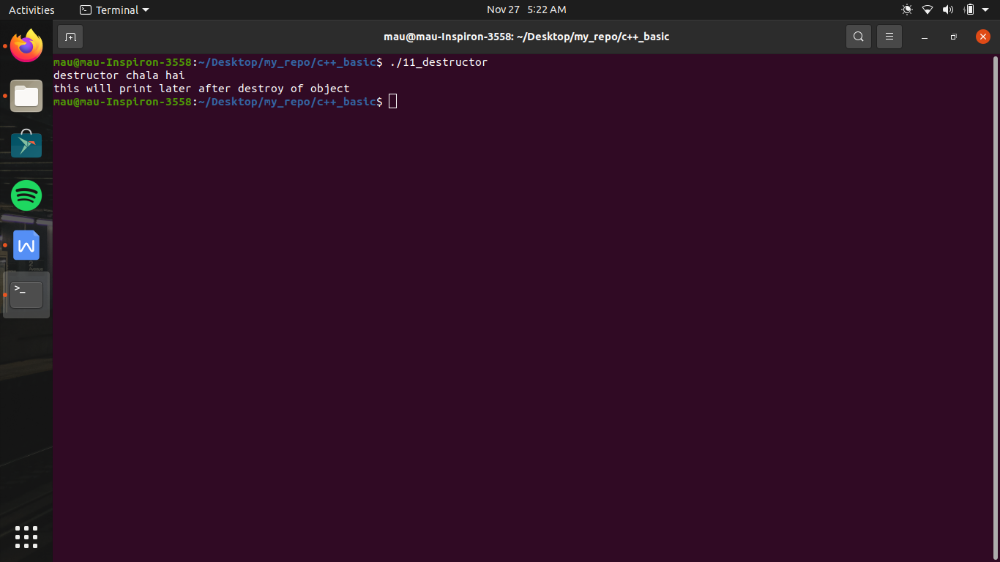 Activities Terminal Nov 27 5:22 AM
mau@mau-Inspiron-3558: ~/Desktop/my_repo/c++_basic
mau@mau-Inspiron-3558:~/Desktop/my_repo/c++_basic$ ./11_destructor
destructor chala hai
this will print later after destroy of object
mau@mau-Inspiron-3558:~/Desktop/my_repo/c++_basic$